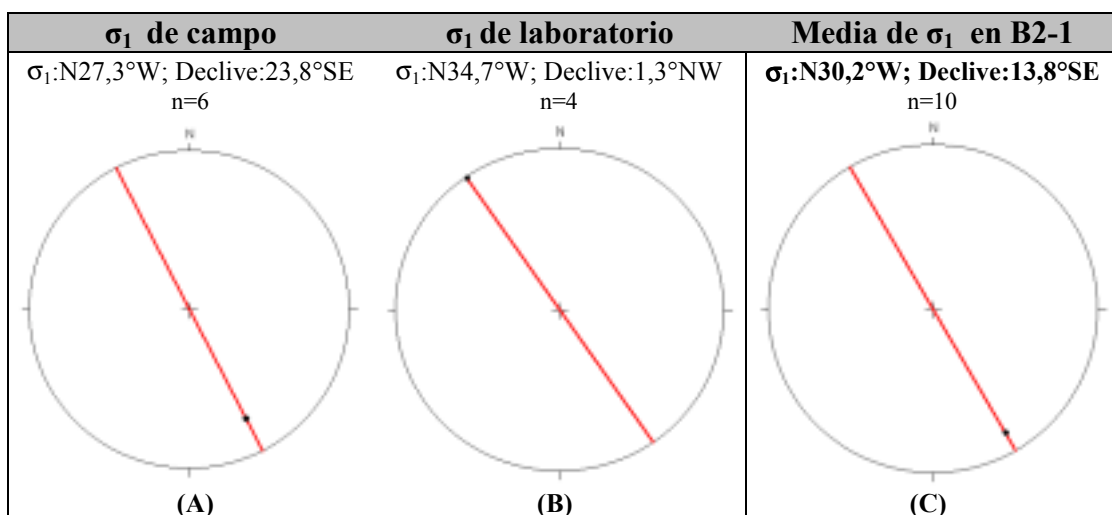 σ₁ de campo
σ₁ de laboratorio
Media de σ₁ en B2-1
σ₁:N27,3°W; Declive:23,8°SE
n=6
σ₁:N34,7°W; Declive:1,3°NW
n=4
σ₁:N30,2°W; Declive:13,8°SE
n=10
N
N
N
(A)
(B)
(C)